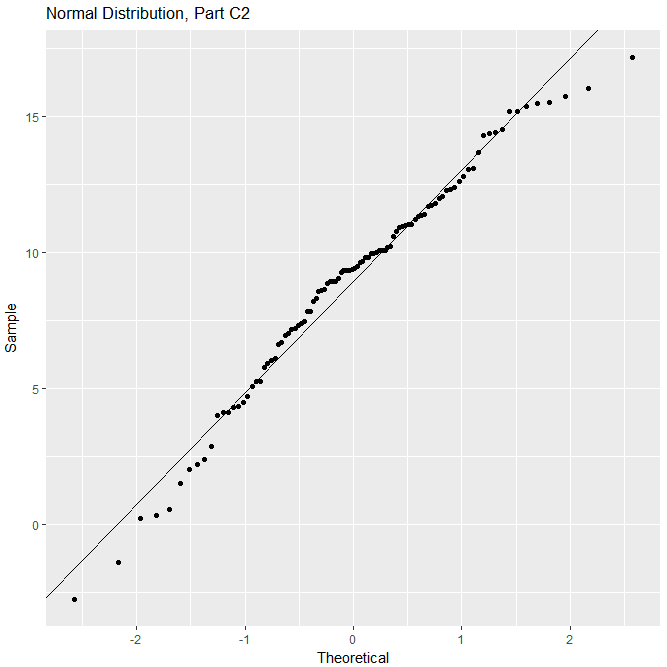 Normal Distribution, Part C2
15
10
5
0
Sample
-2 -1 0 1 2
Theoretical